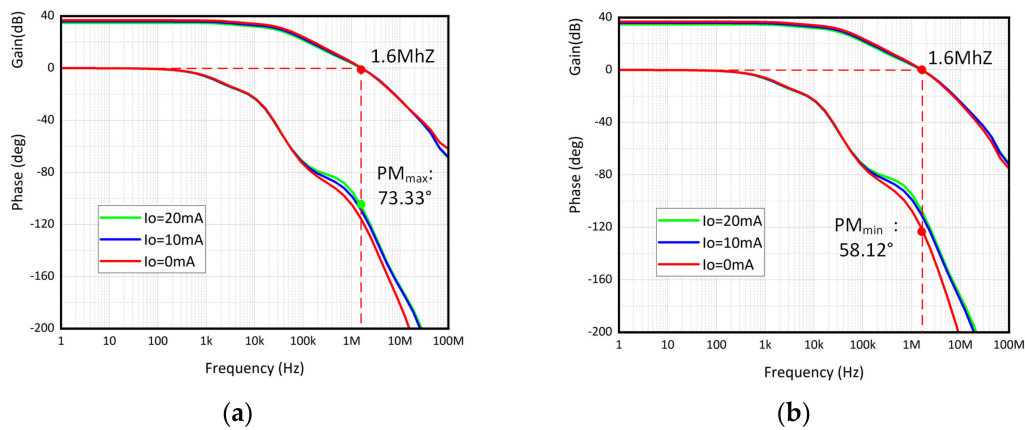 40
0
-40
-80
-120
-160
-200
Gain(dB)
Phase (deg)
1.6MhZ
PMmax:
73.33°
Io=20mA
Io=10mA
Io=0mA
1 10 100 1k 10k 100k 1M 10M 100M
Frequency (Hz)
(a)
40
0
-40
-80
-120
-160
-200
Gain(dB)
Phase (deg)
1.6MhZ
PMmin :
58.12°
Io=20mA
Io=10mA
Io=0mA
1 10 100 1k 10k 100k 1M 10M 100M
Frequency (Hz)
(b)